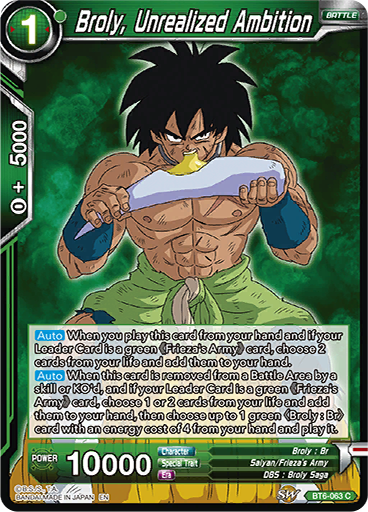 1
Broly, Unrealized Ambition
BATTLE
0 + 5000
Auto When you play this card from your hand and if your
Leader Card is a green 《Frieza's Army》 card, choose 2
cards from your life and add them to your hand.
Auto When this card is removed from a Battle Area by a
skill or KO'd, and if your Leader Card is a green 《Frieza's
Army》 card, choose 1 or 2 cards from your life and add
them to your hand, then choose up to 1 green 〈Broly : Br〉
card with an energy cost of 4 from your hand and play it.
POWER 10000
Character Broly : Br
Special Trait Saiyan/Frieza's Army
Era DBS : Broly Saga
©B.S./S., T.A.
BANDAI MADE IN JAPAN EN
SW BT6-063 C